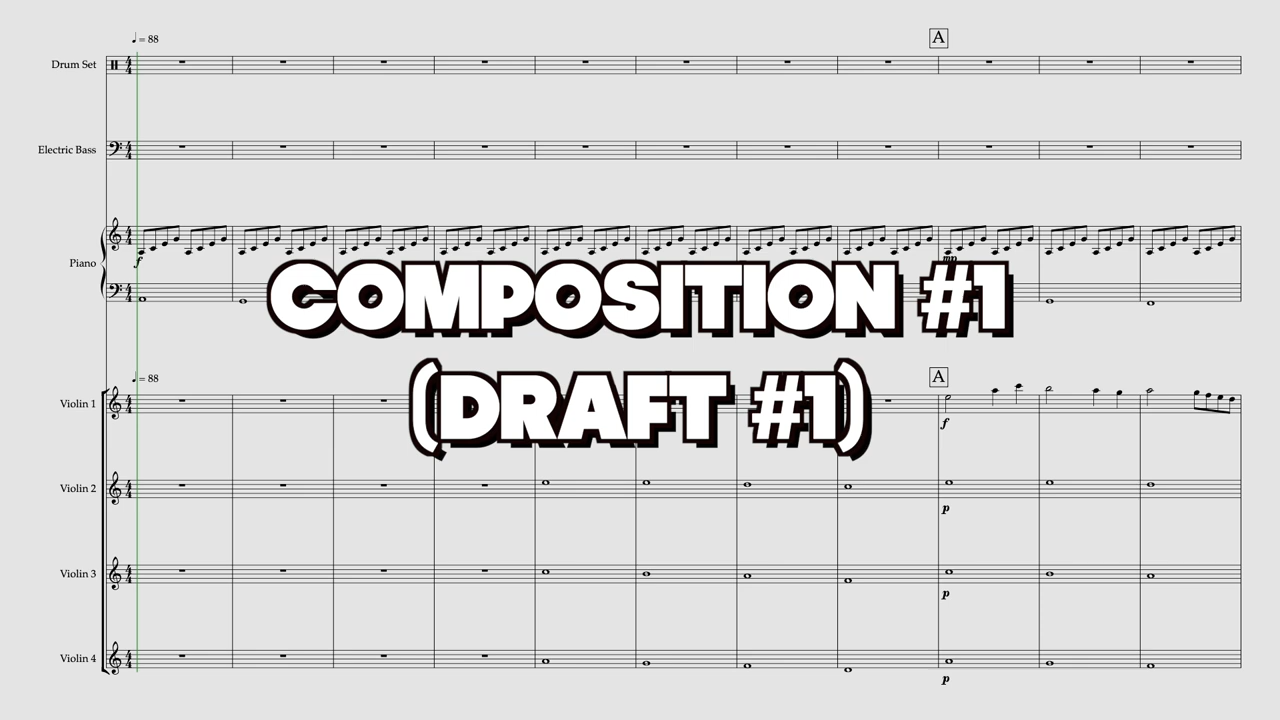 ♩ = 88
A
Drum Set
Electric Bass
Piano
f
mp
COMPOSITION #1
(DRAFT #1)
♩ = 88
A
Violin 1
f
Violin 2
p
Violin 3
p
Violin 4
p